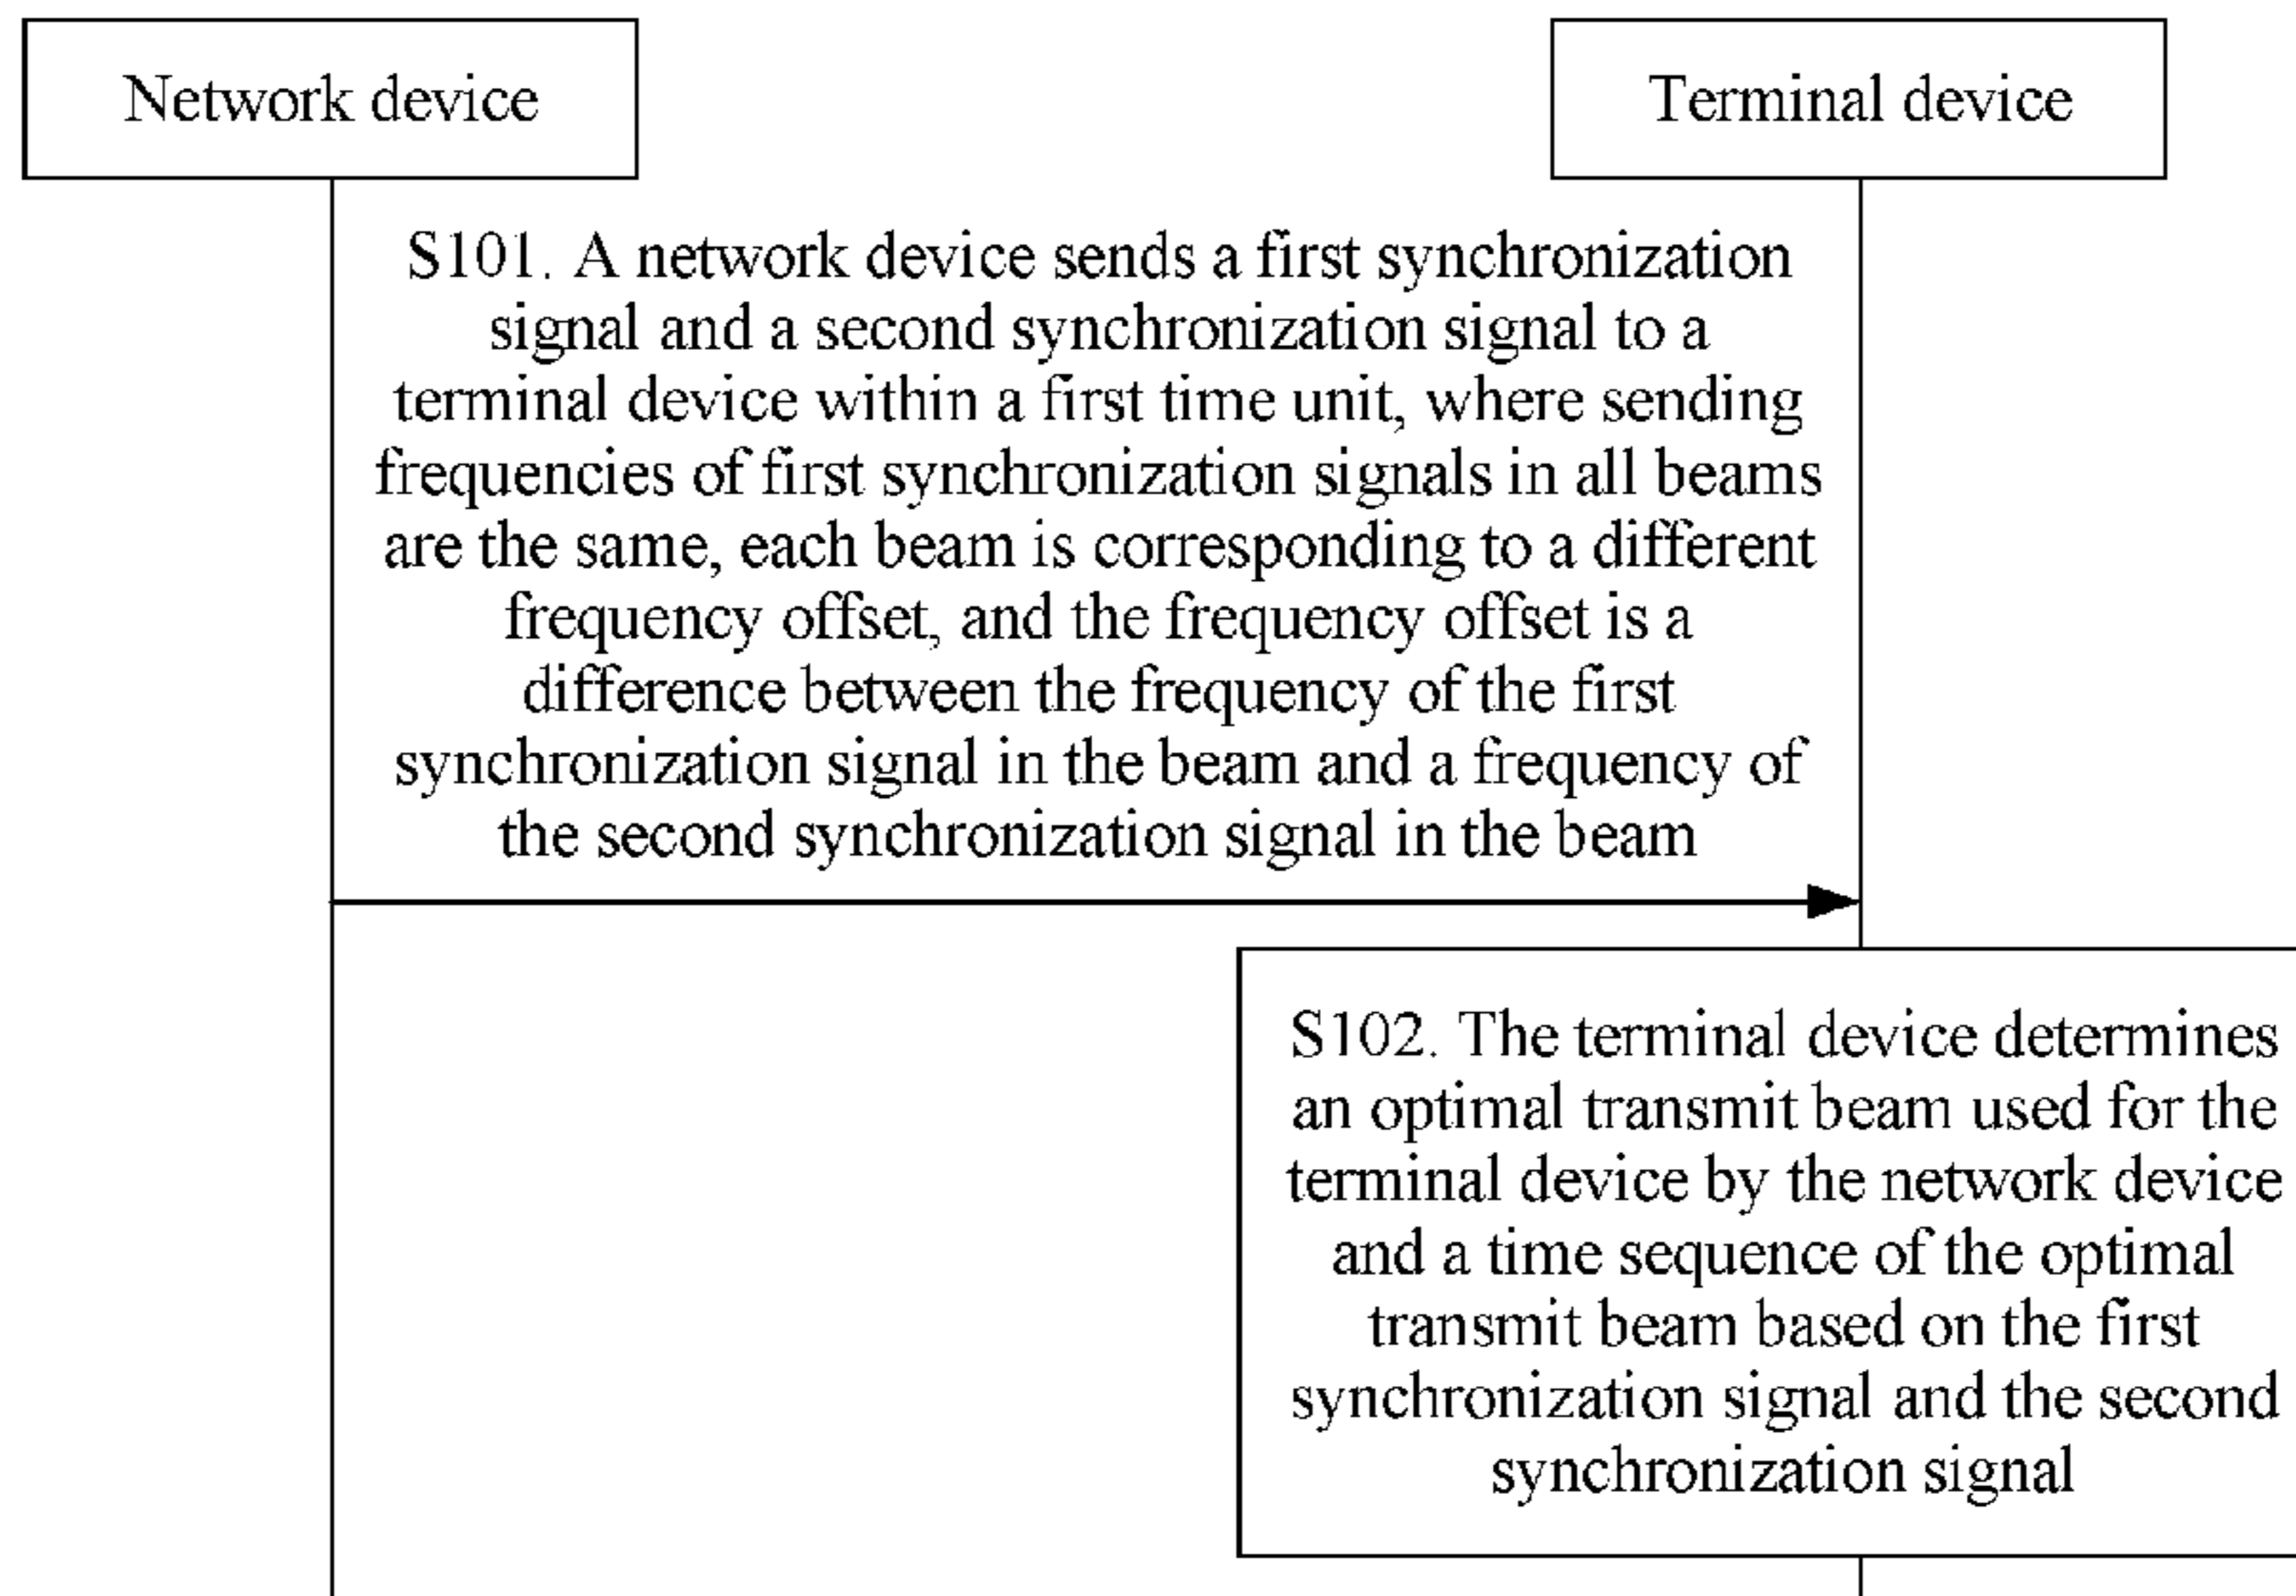 Network device
Terminal device
S101. A network device sends a first synchronization
signal and a second synchronization signal to a
terminal device within a first time unit, where sending
frequencies of first synchronization signals in all beams
are the same, each beam is corresponding to a different
frequency offset, and the frequency offset is a
difference between the frequency of the first
synchronization signal in the beam and a frequency of
the second synchronization signal in the beam
S102. The terminal device determines
an optimal transmit beam used for the
terminal device by the network device
and a time sequence of the optimal
transmit beam based on the first
synchronization signal and the second
synchronization signal